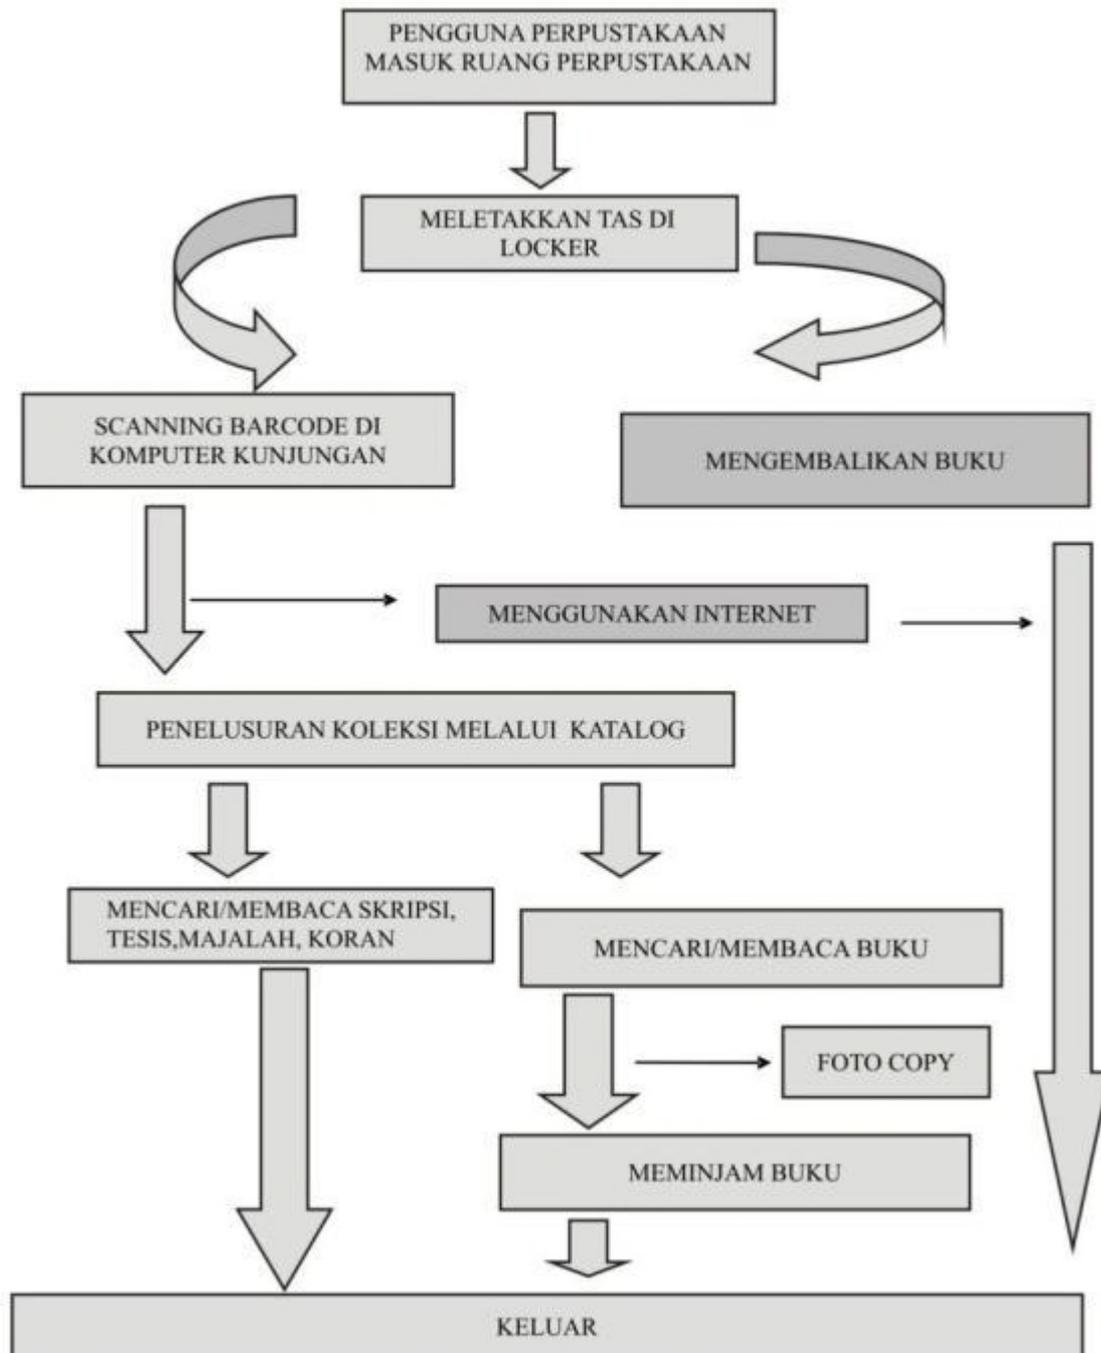 PENGGUNA PERPUSTAKAAN
MASUK RUANG PERPUSTAKAAN
MELETAKKAN TAS DI
LOCKER
SCANNING BARCODE DI
KOMPUTER KUNJUNGAN
MENGEMBALIKAN BUKU
MENGGUNAKAN INTERNET
PENELUSURAN KOLEKSI MELALUI KATALOG
MENCARI/MEMBACA SKRIPSI,
TESIS,MAJALAH, KORAN
MENCARI/MEMBACA BUKU
FOTO COPY
MEMINJAM BUKU
KELUAR